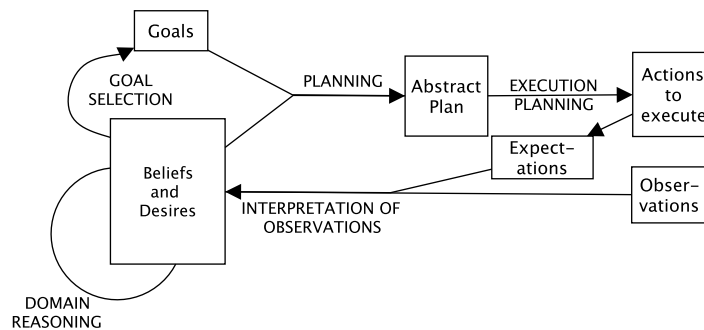 Goals
GOAL
SELECTION
PLANNING
Abstract
Plan
EXECUTION
PLANNING
Actions
to
execute
Expect-
ations
Beliefs
and
Desires
Obser-
vations
INTERPRETATION OF
OBSERVATIONS
DOMAIN
REASONING